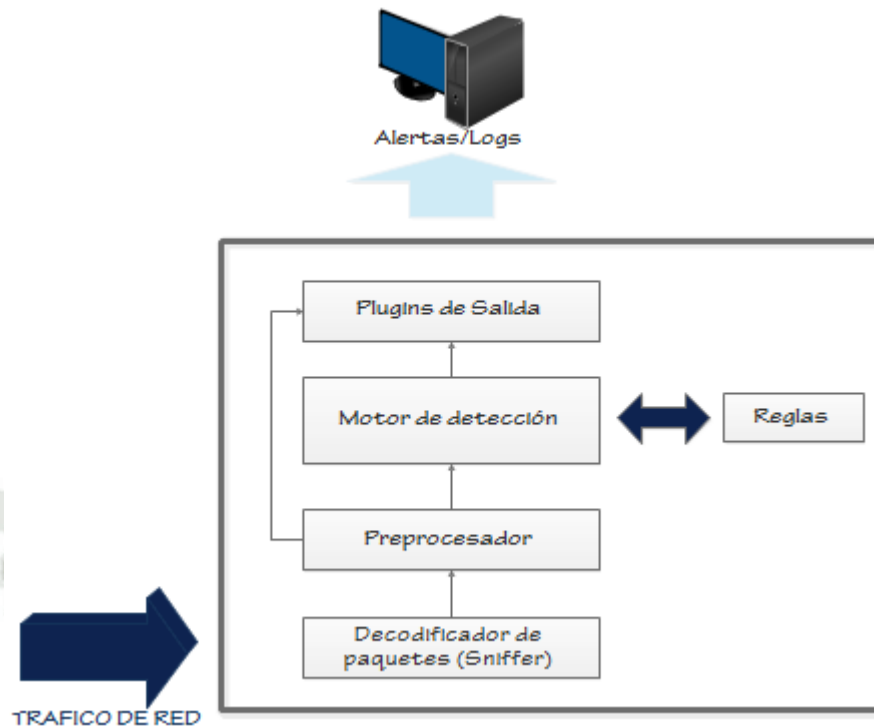 Alertas/Logs
Plugins de Salida
Motor de detección
Reglas
Preprocesador
Decodificador de
paquetes (Sniffer)
TRAFICO DE RED